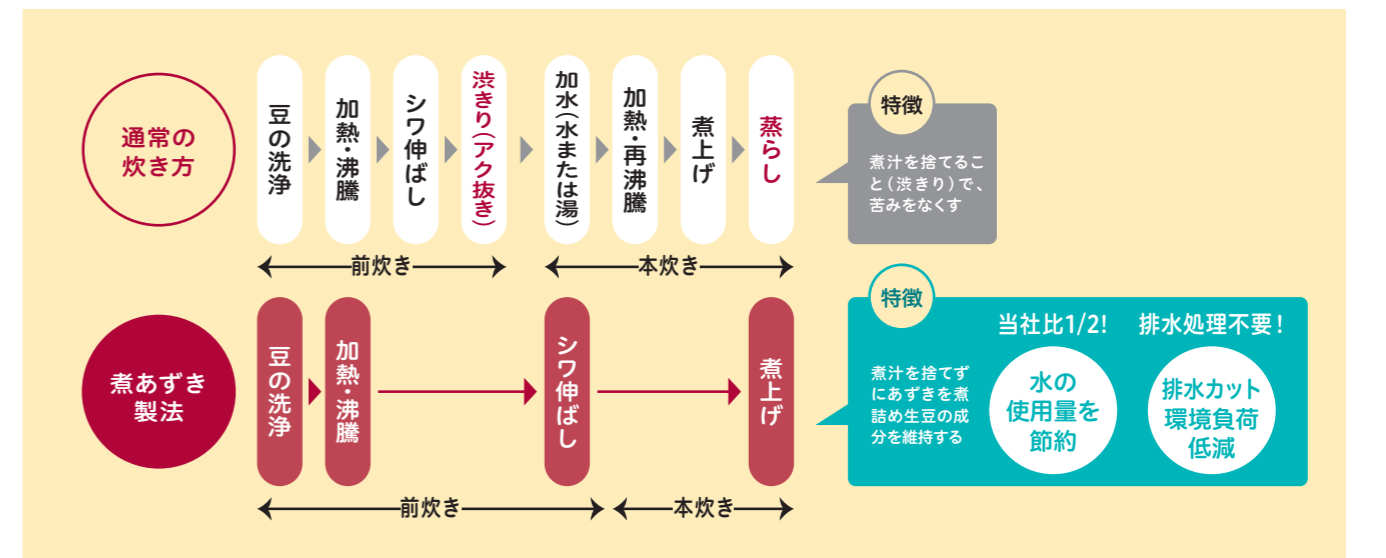 通常の
炊き方
豆の洗浄
加熱・沸騰
シワ伸ばし
渋きり(アク抜き)
加水(水または湯)
加熱・再沸騰
煮上げ
蒸らし
前炊き
本炊き
特徴
煮汁を捨てるこ
と(渋きり)で、
苦みをなくす
煮あずき
製法
豆の洗浄
加熱・沸騰
シワ伸ばし
煮上げ
前炊き
本炊き
特徴
煮汁を捨てず
にあずきを煮
詰め生豆の成
分を維持する
当社比1/2!
水の
使用量を
節約
排水処理不要!
排水カット
環境負荷
低減